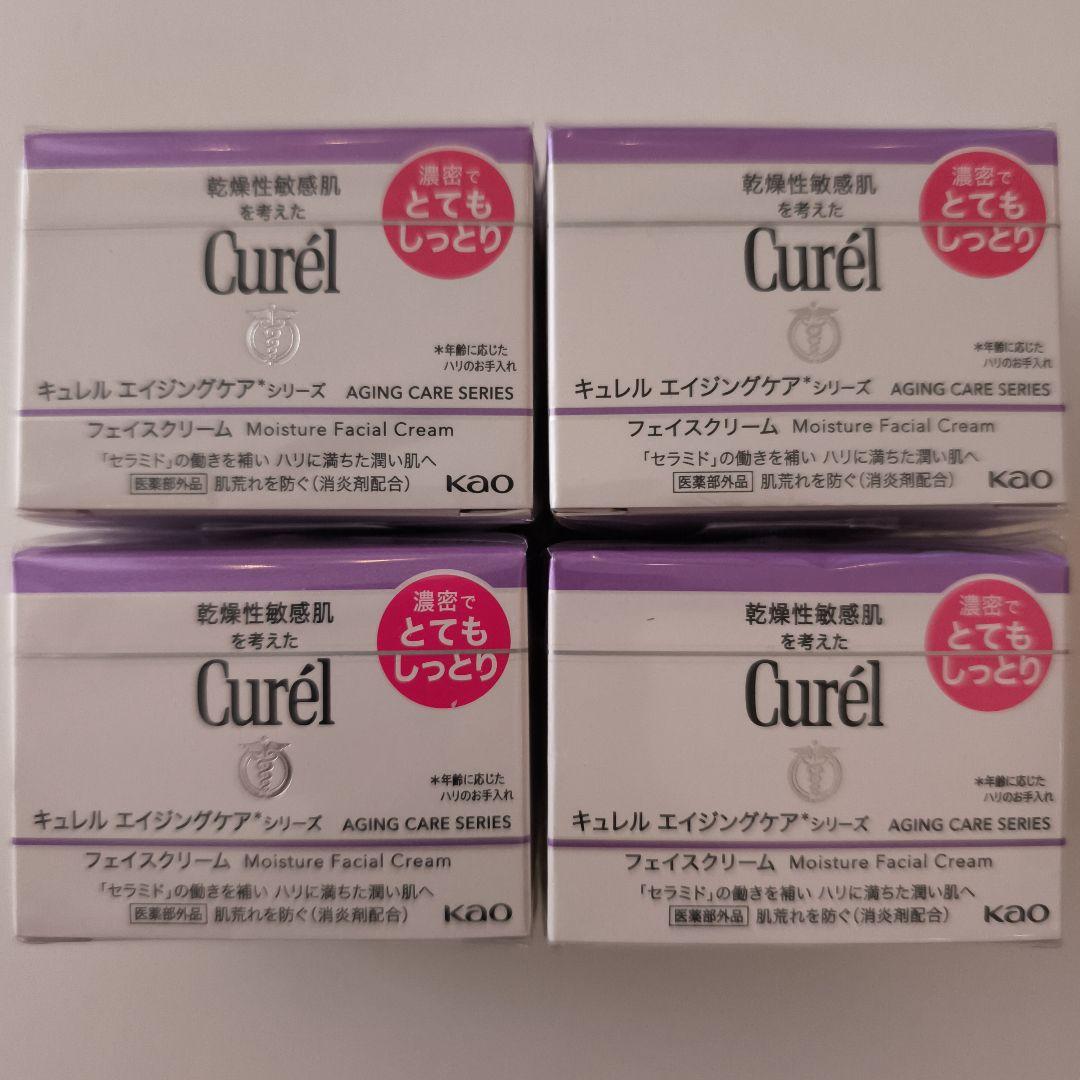 乾燥性敏感肌
を考えた
濃密で
とても
しっとり
Curél
*年齢に応じた
ハリのお手入れ
キュレル エイジングケア*シリーズ AGING CARE SERIES
フェイスクリーム Moisture Facial Cream
「セラミド」の働きを補い ハリに満ちた潤い肌へ
医薬部外品 肌荒れを防ぐ(消炎剤配合)
Kao
乾燥性敏感肌
を考えた
濃密で
とても
しっとり
Curél
*年齢に応じた
ハリのお手入れ
キュレル エイジングケア*シリーズ AGING CARE SERIES
フェイスクリーム Moisture Facial Cream
「セラミド」の働きを補い ハリに満ちた潤い肌へ
医薬部外品 肌荒れを防ぐ(消炎剤配合)
Kao
乾燥性敏感肌
を考えた
濃密で
とても
しっとり
Curél
*年齢に応じた
ハリのお手入れ
キュレル エイジングケア*シリーズ AGING CARE SERIES
フェイスクリーム Moisture Facial Cream
「セラミド」の働きを補い ハリに満ちた潤い肌へ
医薬部外品 肌荒れを防ぐ(消炎剤配合)
Kao
乾燥性敏感肌
を考えた
濃密で
とても
しっとり
Curél
*年齢に応じた
ハリのお手入れ
キュレル エイジングケア*シリーズ AGING CARE SERIES
フェイスクリーム Moisture Facial Cream
「セラミド」の働きを補い ハリに満ちた潤い肌へ
医薬部外品 肌荒れを防ぐ(消炎剤配合)
Kao